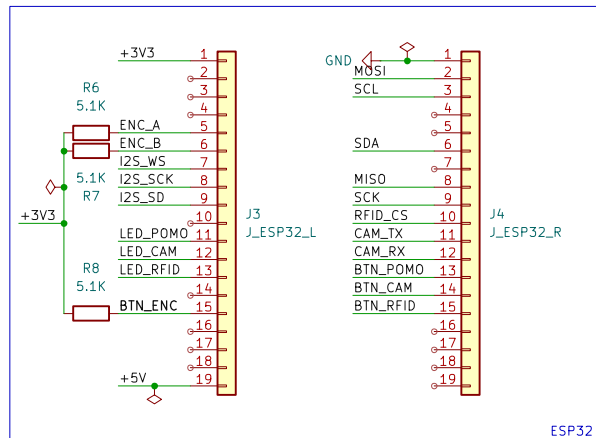 +3V3
1
2
R6
3
5.1K
4
ENC_A
5
ENC_B
6
I2S_WS
7
5.1K
I2S_SCK
8
R7
I2S_SD
9
+3V3
10
J3
LED_POMO
11
J_ESP32_L
LED_CAM
12
R8
LED_RFID
13
5.1K
14
BTN_ENC
15
16
17
18
+5V
19
GND
1
MOSI
2
SCL
3
4
5
SDA
6
7
MISO
8
SCK
9
RFID_CS
10
J4
CAM_TX
11
J_ESP32_R
CAM_RX
12
BTN_POMO
13
BTN_CAM
14
BTN_RFID
15
16
17
18
19
ESP32